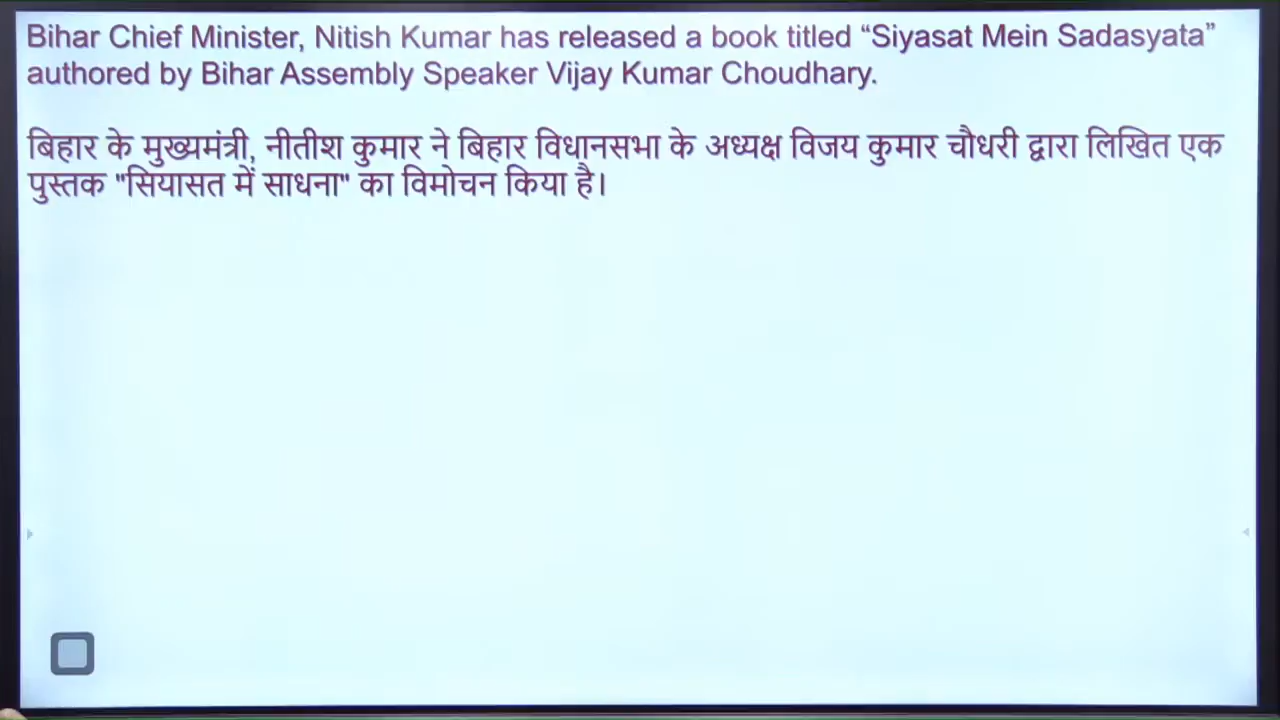 Bihar Chief Minister, Nitish Kumar has released a book titled “Siyasat Mein Sadasyata”
authored by Bihar Assembly Speaker Vijay Kumar Choudhary.
बिहार के मुख्यमंत्री, नीतीश कुमार ने बिहार विधानसभा के अध्यक्ष विजय कुमार चौधरी द्वारा लिखित एक
पुस्तक "सियासत में साधना" का विमोचन किया है।